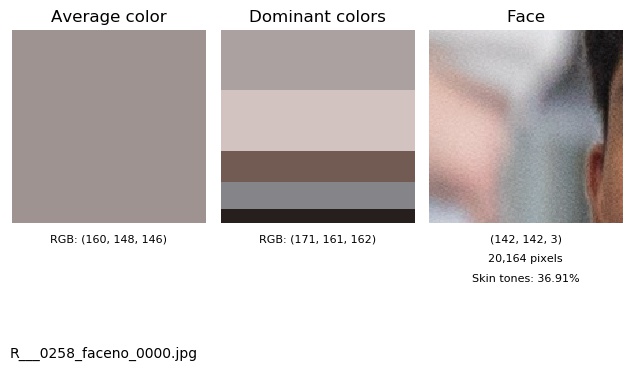 Average color
Dominant colors
Face
RGB: (160, 148, 146)
RGB: (171, 161, 162)
(142, 142, 3)
20,164 pixels
Skin tones: 36.91%
R___0258_faceno_0000.jpg